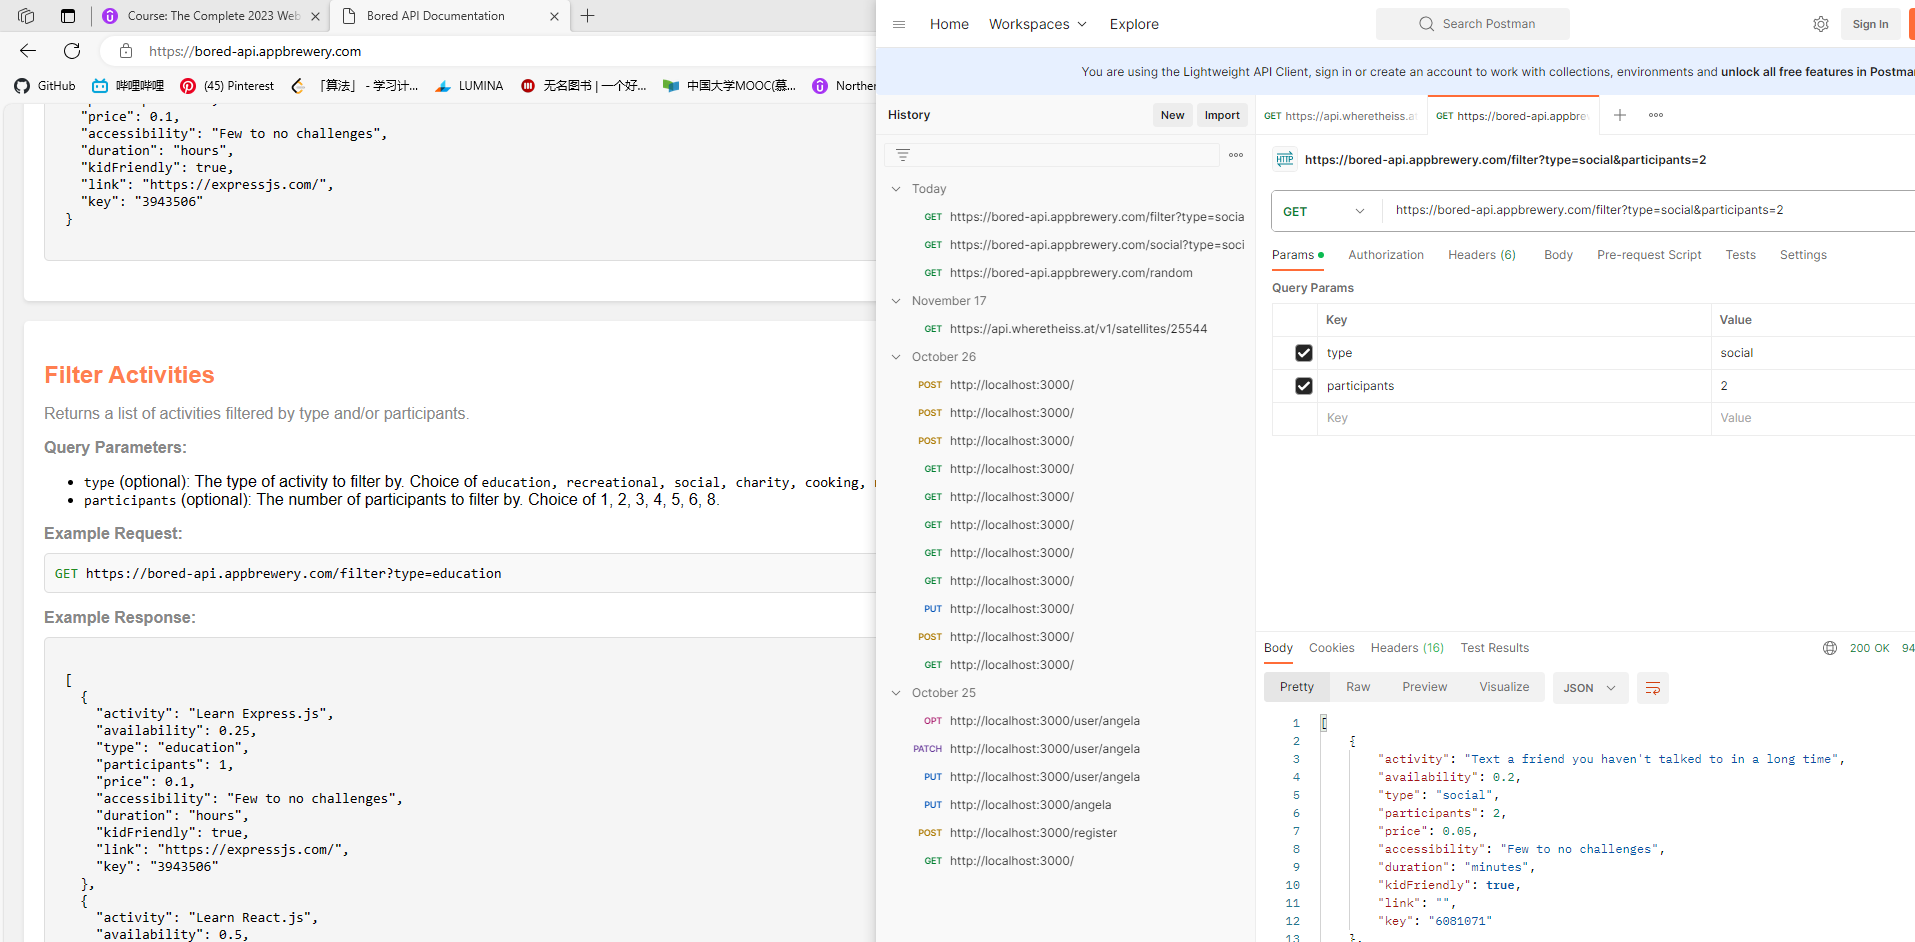 Course: The Complete 2023 Web
Bored API Documentation
https://bored-api.appbrewery.com
GitHub
哔哩哔哩
(45) Pinterest
「算法」 - 学习计...
LUMINA
无名图书 | 一个好...
中国大学MOOC(慕...
Norther
"price": 0.1,
"accessibility": "Few to no challenges",
"duration": "hours",
"kidFriendly": true,
"link": "https://expressjs.com/",
"key": "3943506"
}
Filter Activities
Returns a list of activities filtered by type and/or participants.
Query Parameters:
• type (optional): The type of activity to filter by. Choice of education, recreational, social, charity, cooking,
• participants (optional): The number of participants to filter by. Choice of 1, 2, 3, 4, 5, 6, 8.
Example Request:
GET https://bored-api.appbrewery.com/filter?type=education
Example Response:
[
{
"activity": "Learn Express.js",
"availability": 0.25,
"type": "education",
"participants": 1,
"price": 0.1,
"accessibility": "Few to no challenges",
"duration": "hours",
"kidFriendly": true,
"link": "https://expressjs.com/",
"key": "3943506"
},
{
"activity": "Learn React.js",
"availability": 0.5,
Home
Workspaces
Explore
Search Postman
Sign In
You are using the Lightweight API Client, sign in or create an account to work with collections, environments and unlock all free features in Postma
History
New
Import
Today
GET https://bored-api.appbrewery.com/filter?type=socia
GET https://bored-api.appbrewery.com/social?type=soci
GET https://bored-api.appbrewery.com/random
November 17
GET https://api.wheretheiss.at/v1/satellites/25544
October 26
POST http://localhost:3000/
POST http://localhost:3000/
POST http://localhost:3000/
GET http://localhost:3000/
GET http://localhost:3000/
GET http://localhost:3000/
GET http://localhost:3000/
GET http://localhost:3000/
PUT http://localhost:3000/
POST http://localhost:3000/
GET http://localhost:3000/
October 25
OPT http://localhost:3000/user/angela
PATCH http://localhost:3000/user/angela
PUT http://localhost:3000/user/angela
PUT http://localhost:3000/angela
POST http://localhost:3000/register
GET http://localhost:3000/
GET https://api.wheretheiss.at
GET https://bored-api.appbre
HTTP https://bored-api.appbrewery.com/filter?type=social&participants=2
GET https://bored-api.appbrewery.com/filter?type=social&participants=2
Params Authorization Headers (6) Body Pre-request Script Tests Settings
Query Params
Key Value
type social
participants 2
Key Value
Body Cookies Headers (16) Test Results 200 OK 94
Pretty Raw Preview Visualize JSON
1 [
2 {
3 "activity": "Text a friend you haven't talked to in a long time",
4 "availability": 0.2,
5 "type": "social",
6 "participants": 2,
7 "price": 0.05,
8 "accessibility": "Few to no challenges",
9 "duration": "minutes",
10 "kidFriendly": true,
11 "link": "",
12 "key": "6081071"
13 },